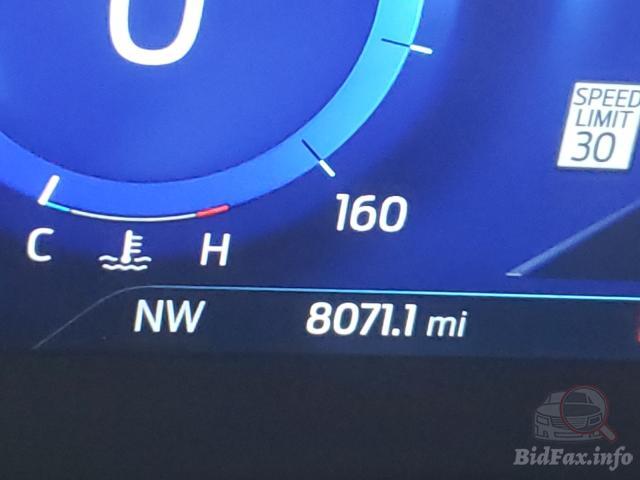 0
SPEED
LIMIT
30
160
C H
NW 8071.1 mi
BidFax.info